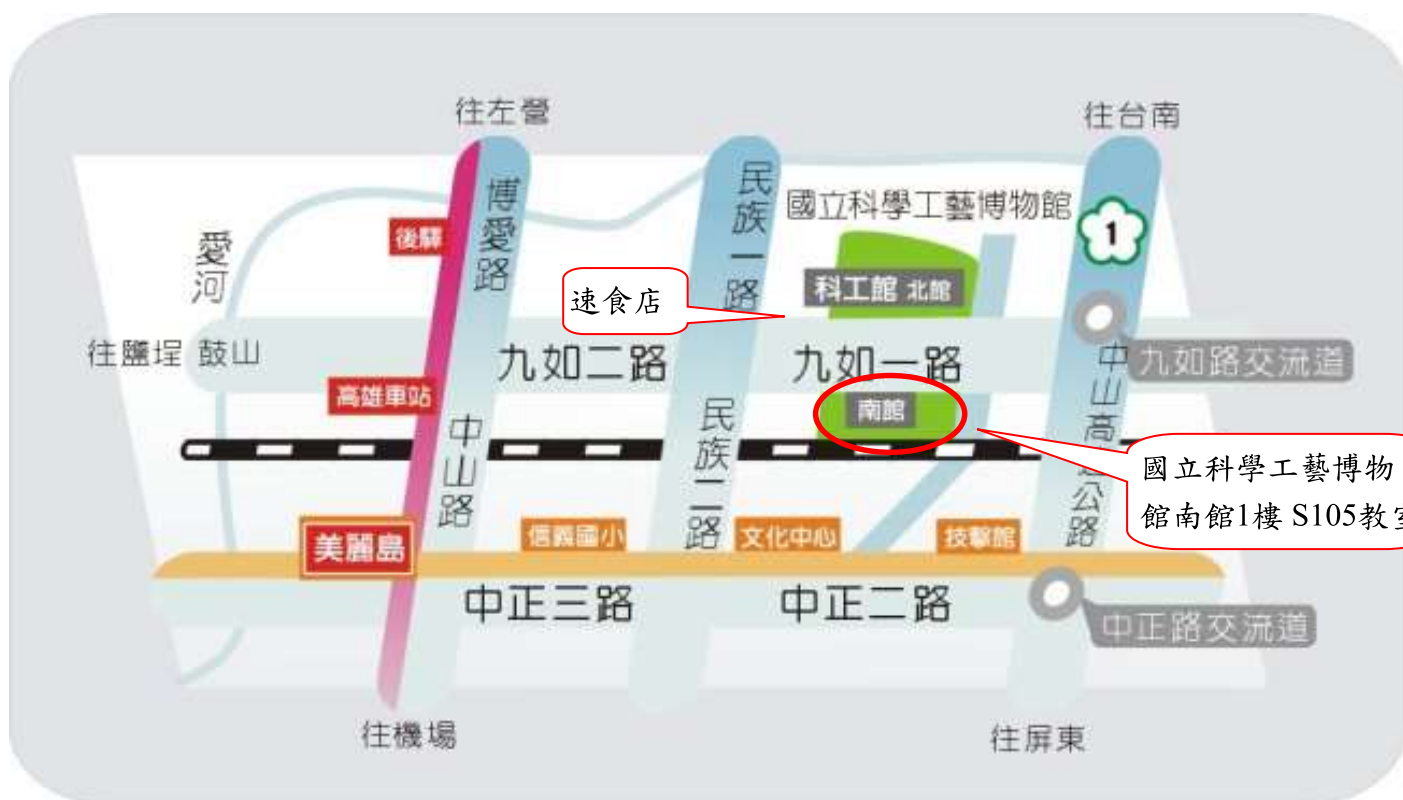 往左營
往台南
博愛路
民族一路
國立科學工藝博物館
1
後驛
愛河
科工館 北館
速食店
往鹽埕 鼓山
九如二路
九如一路
九如路交流道
高雄車站
南館
中山路
民族二路
中山高
公路
國立科學工藝博物
館南館1樓 S105教室
美麗島
信義國小
文化中心
技擊館
中正三路
中正二路
中正路交流道
往機場
往屏東